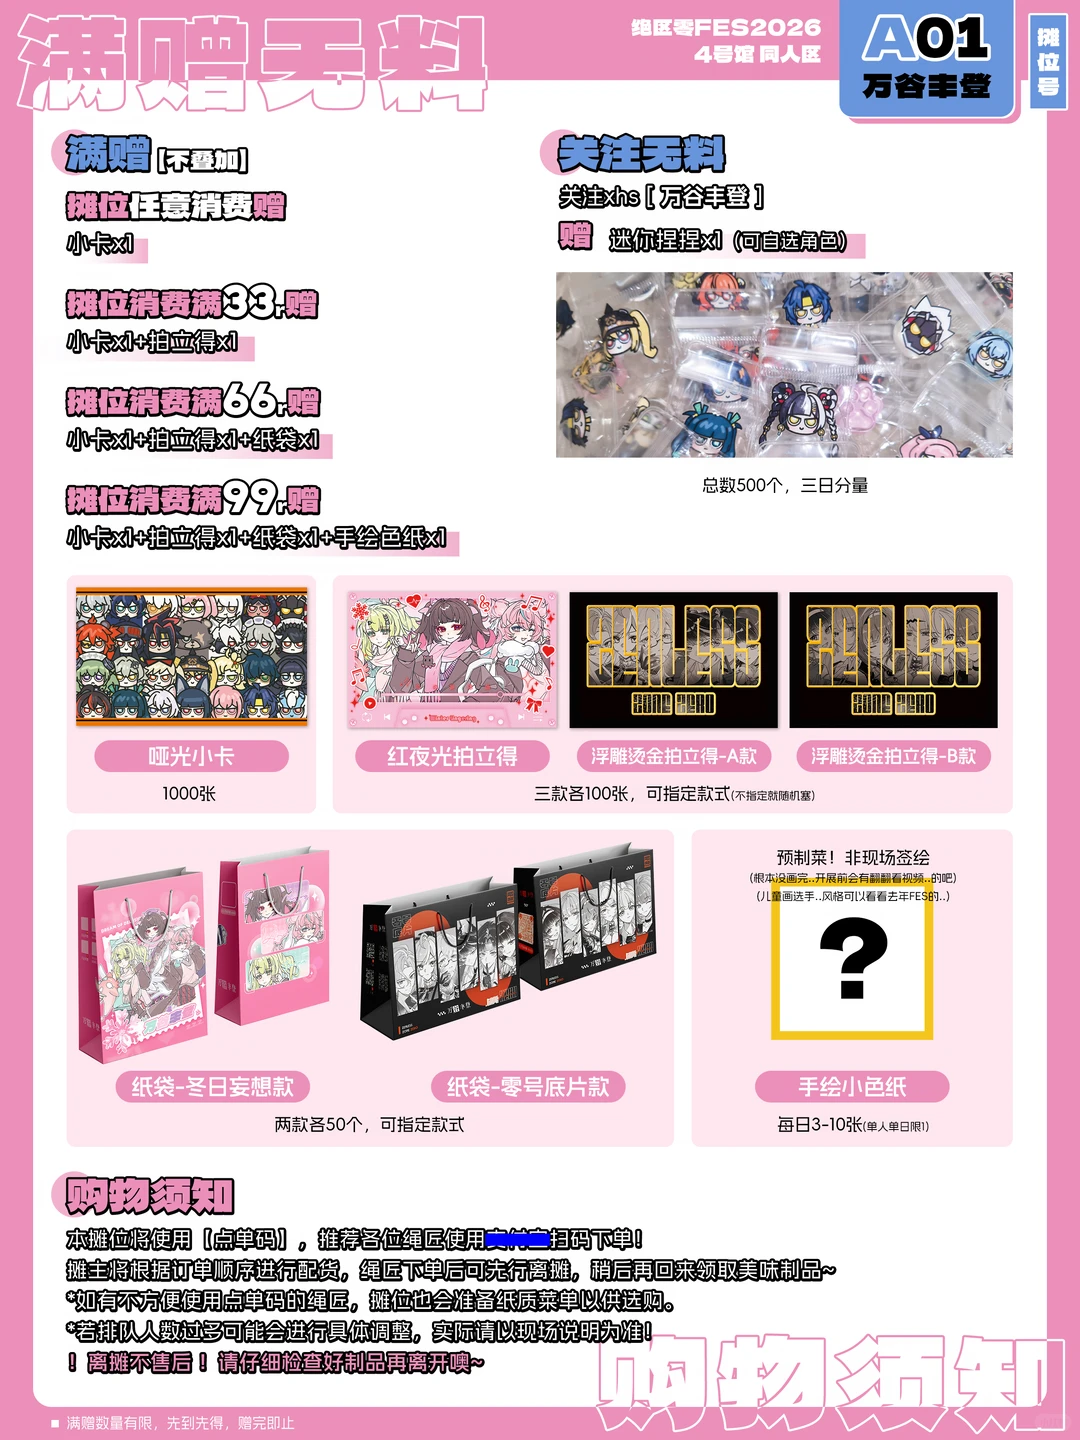 满赠无料
绝区零FES2026
4号馆 同人区
A01
万谷丰登
摊位号
满赠[不叠加]
摊位任意消费赠
小卡x1
摊位消费满33r赠
小卡x1+拍立得x1
摊位消费满66r赠
小卡x1+拍立得x1+纸袋x1
摊位消费满99r赠
小卡x1+拍立得x1+纸袋x1+手绘色纸x1
关注无料
关注xhs [ 万谷丰登 ]
赠 迷你捏捏x1 (可自选角色)
总数500个，三日分量
哑光小卡
1000张
ZENLESS
ZONE ZERO
ZENLESS
ZONE ZERO
红夜光拍立得
浮雕烫金拍立得-A款
浮雕烫金拍立得-B款
三款各100张，可指定款式(不指定就随机塞)
纸袋-冬日妄想款
纸袋-零号底片款
两款各50个，可指定款式
预制菜！非现场签绘
(根本没画完..开展前会有翻翻看视频..的吧)
(儿童画选手..风格可以看看去年FES的..)
?
手绘小色纸
每日3-10张(单人单日限1)
购物须知
本摊位将使用【点单码】，推荐各位绳匠使用扫码下单！
摊主将根据订单顺序进行配货，绳匠下单后可先行离摊，稍后再回来领取美味制品~
*如有不方便使用点单码的绳匠，摊位也会准备纸质菜单以供选购。
*若排队人数过多可能会进行具体调整，实际请以现场说明为准！
！离摊不售后！请仔细检查好制品再离开噢~
购物须知
满赠数量有限，先到先得，赠完即止